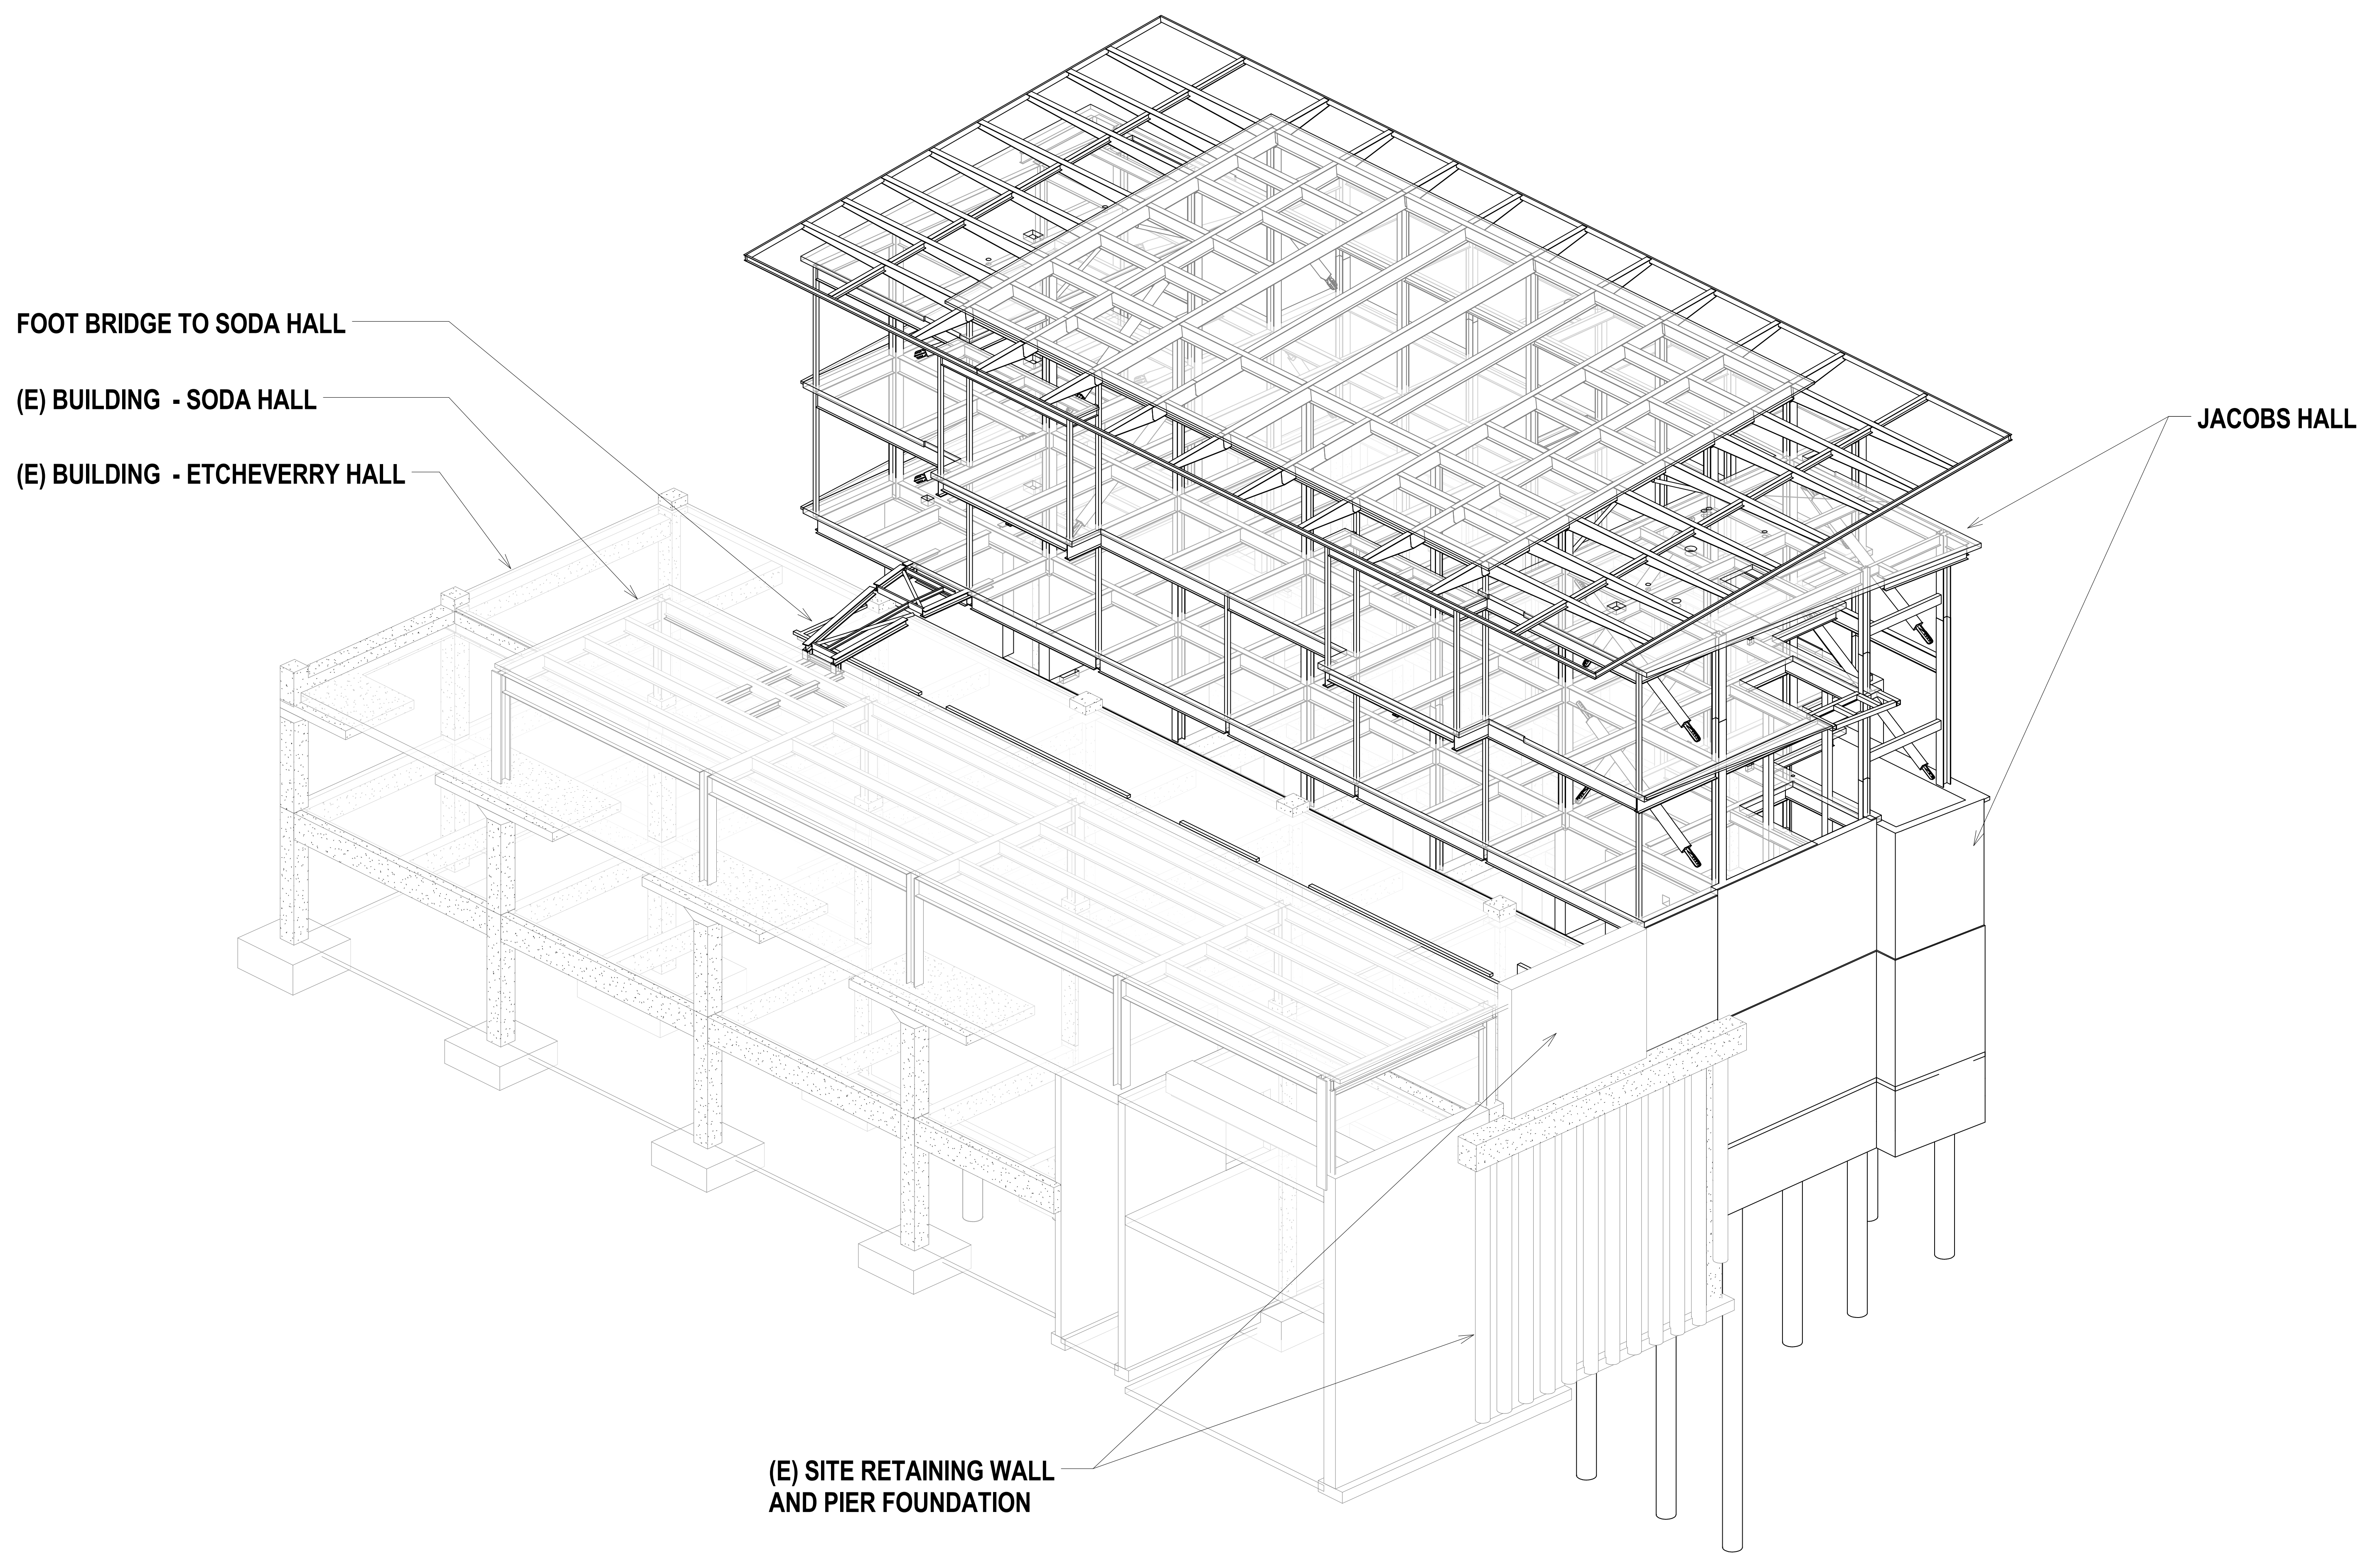 FOOT BRIDGE TO SODA HALL
(E) BUILDING - SODA HALL
(E) BUILDING - ETCHEVERRY HALL
JACOBS HALL
(E) SITE RETAINING WALL
AND PIER FOUNDATION